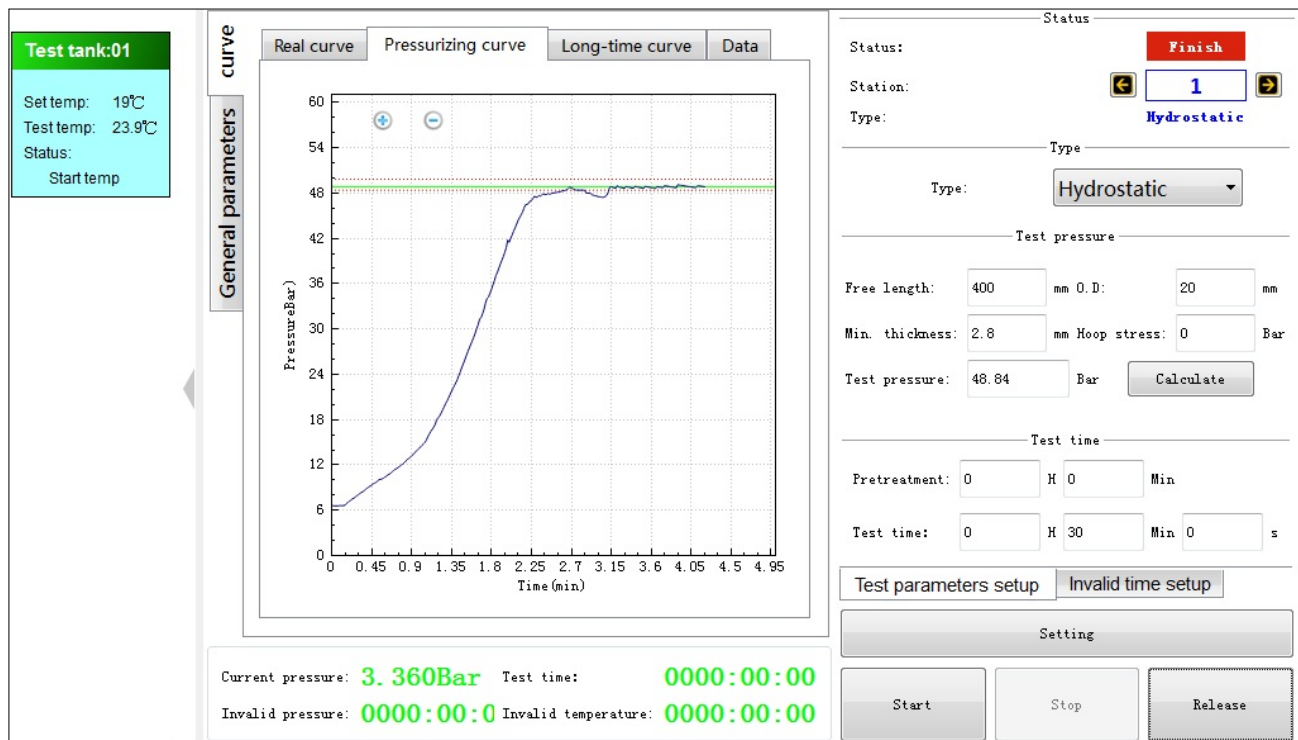 Test tank:01
Set temp: 19℃
Test temp: 23.9℃
Status:
Start temp
curve
General parameters
Real curve Pressurizing curve Long-time curve Data
60
54
48
42
36
30
24
18
12
6
0
PressureBar)
0 0.45 0.9 1.35 1.8 2.25 2.7 3.15 3.6 4.05 4.5 4.95
Time(min)
Current pressure: 3.360Bar Test time: 0000:00:00
Invalid pressure: 0000:00:0 Invalid temperature: 0000:00:00
Status
Status: Finish
Station: 1
Type: Hydrostatic
Type
Type: Hydrostatic
Test pressure
Free length: 400 mm O.D: 20 mm
Min. thickness: 2.8 mm Hoop stress: 0 Bar
Test pressure: 48.84 Bar Calculate
Test time
Pretreatment: 0 H 0 Min
Test time: 0 H 30 Min 0 s
Test parameters setup Invalid time setup
Setting
Start Stop Release